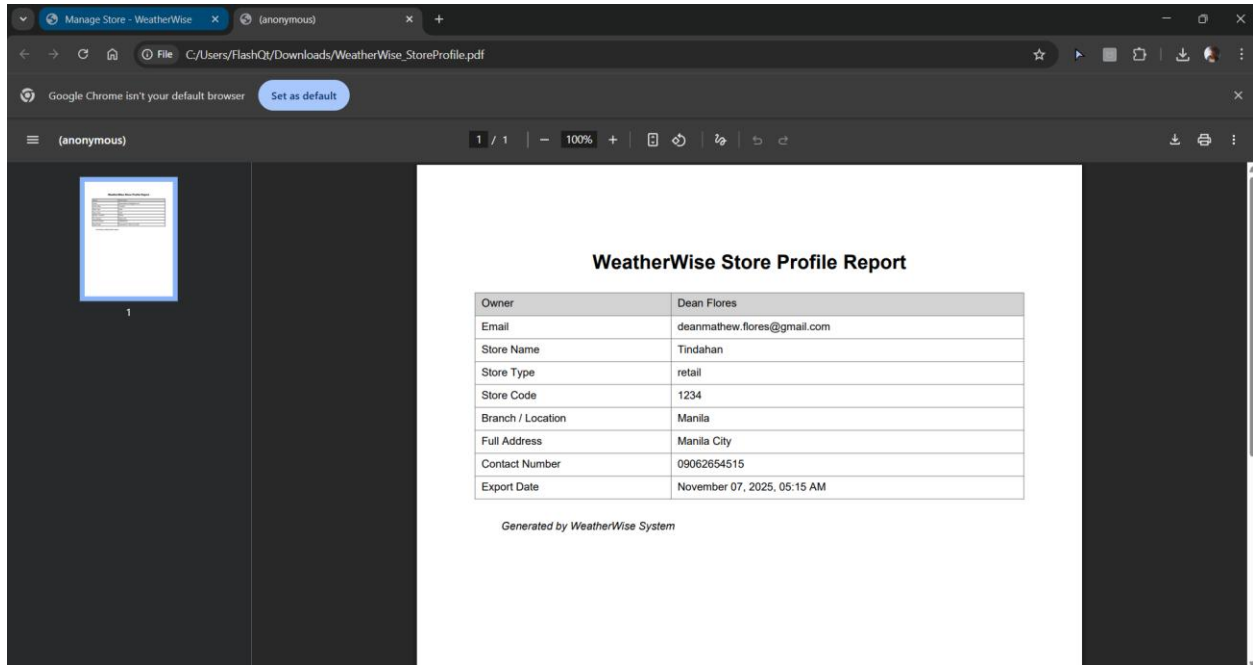 Manage Store - WeatherWise
(anonymous)
File C:/Users/FlashQt/Downloads/WeatherWise_StoreProfile.pdf
Google Chrome isn't your default browser Set as default
(anonymous) 1 / 1 100%
1
WeatherWise Store Profile Report
Owner Dean Flores
Email deanmathew.flores@gmail.com
Store Name Tindahan
Store Type retail
Store Code 1234
Branch / Location Manila
Full Address Manila City
Contact Number 09062654515
Export Date November 07, 2025, 05:15 AM
Generated by WeatherWise System